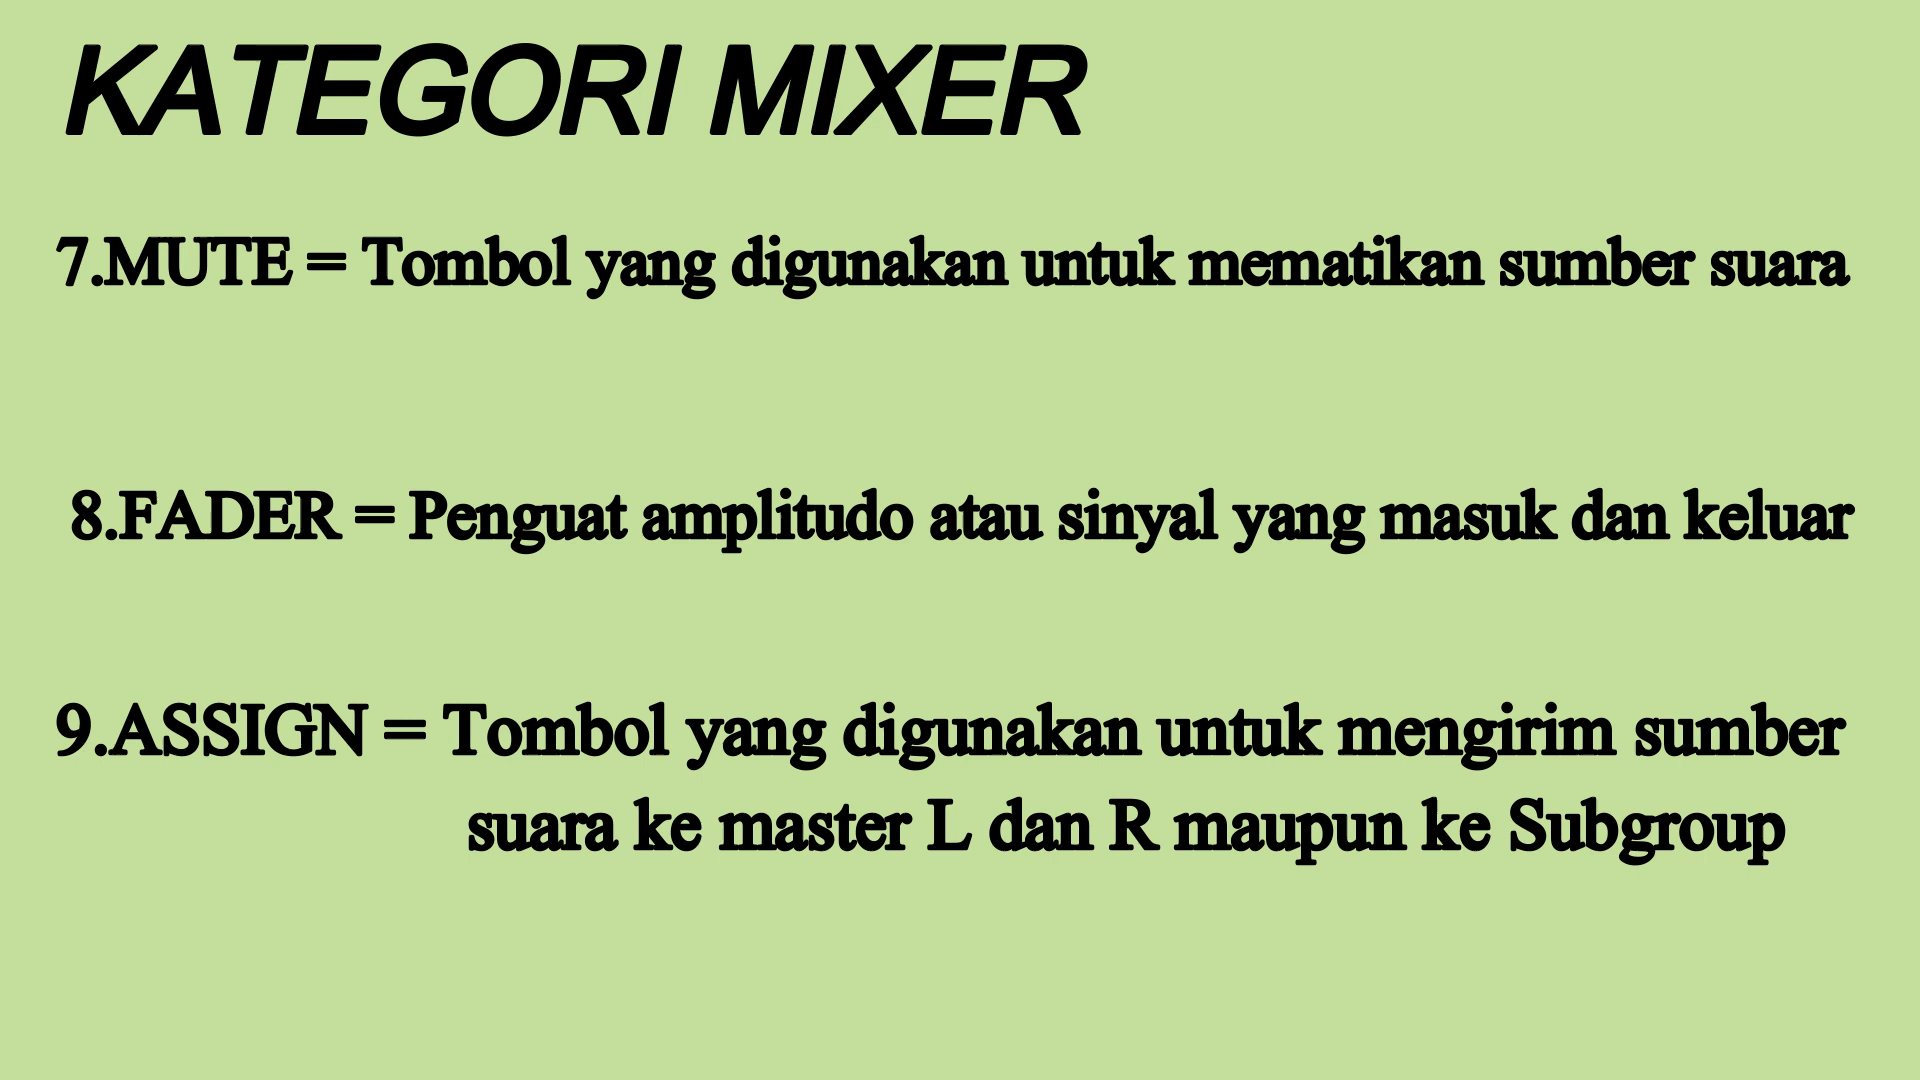 KATEGORI MIXER
7.MUTE = Tombol yang digunakan untuk mematikan sumber suara
8.FADER = Penguat amplitudo atau sinyal yang masuk dan keluar
9.ASSIGN = Tombol yang digunakan untuk mengirim sumber
suara ke master L dan R maupun ke Subgroup